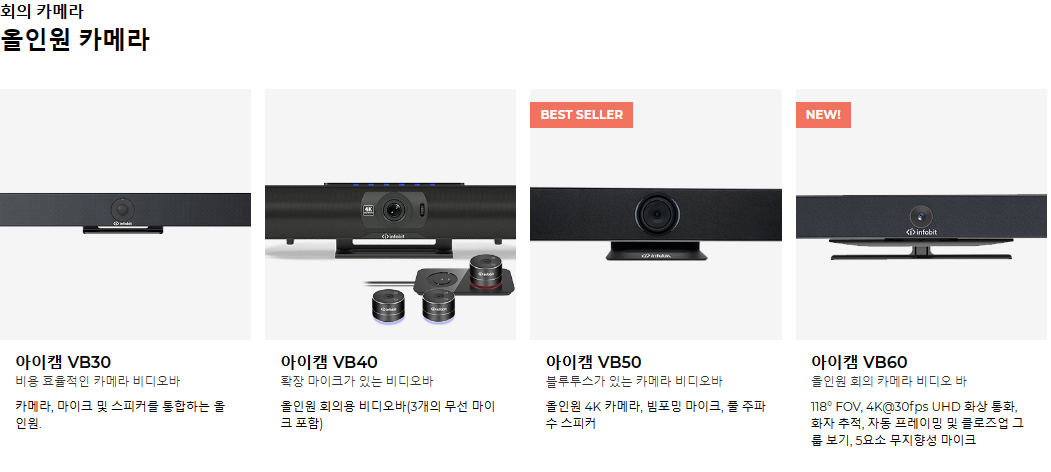 회의 카메라
올인원 카메라
BEST SELLER
NEW!
infobit
4K
infobit
infobit
infobit
아이캠 VB30
비용 효율적인 카메라 비디오바
카메라, 마이크 및 스피커를 통합하는 올
인원.
아이캠 VB40
확장 마이크가 있는 비디오바
올인원 회의용 비디오바(3개의 무선 마이
크 포함)
아이캠 VB50
블루투스가 있는 카메라 비디오바
올인원 4K 카메라, 빔포밍 마이크, 풀 주파
수 스피커
아이캠 VB60
올인원 회의 카메라 비디오 바
118° FOV, 4K@30fps UHD 화상 통화,
화자 추적, 자동 프레이밍 및 클로즈업 그
룹 보기, 5요소 무지향성 마이크